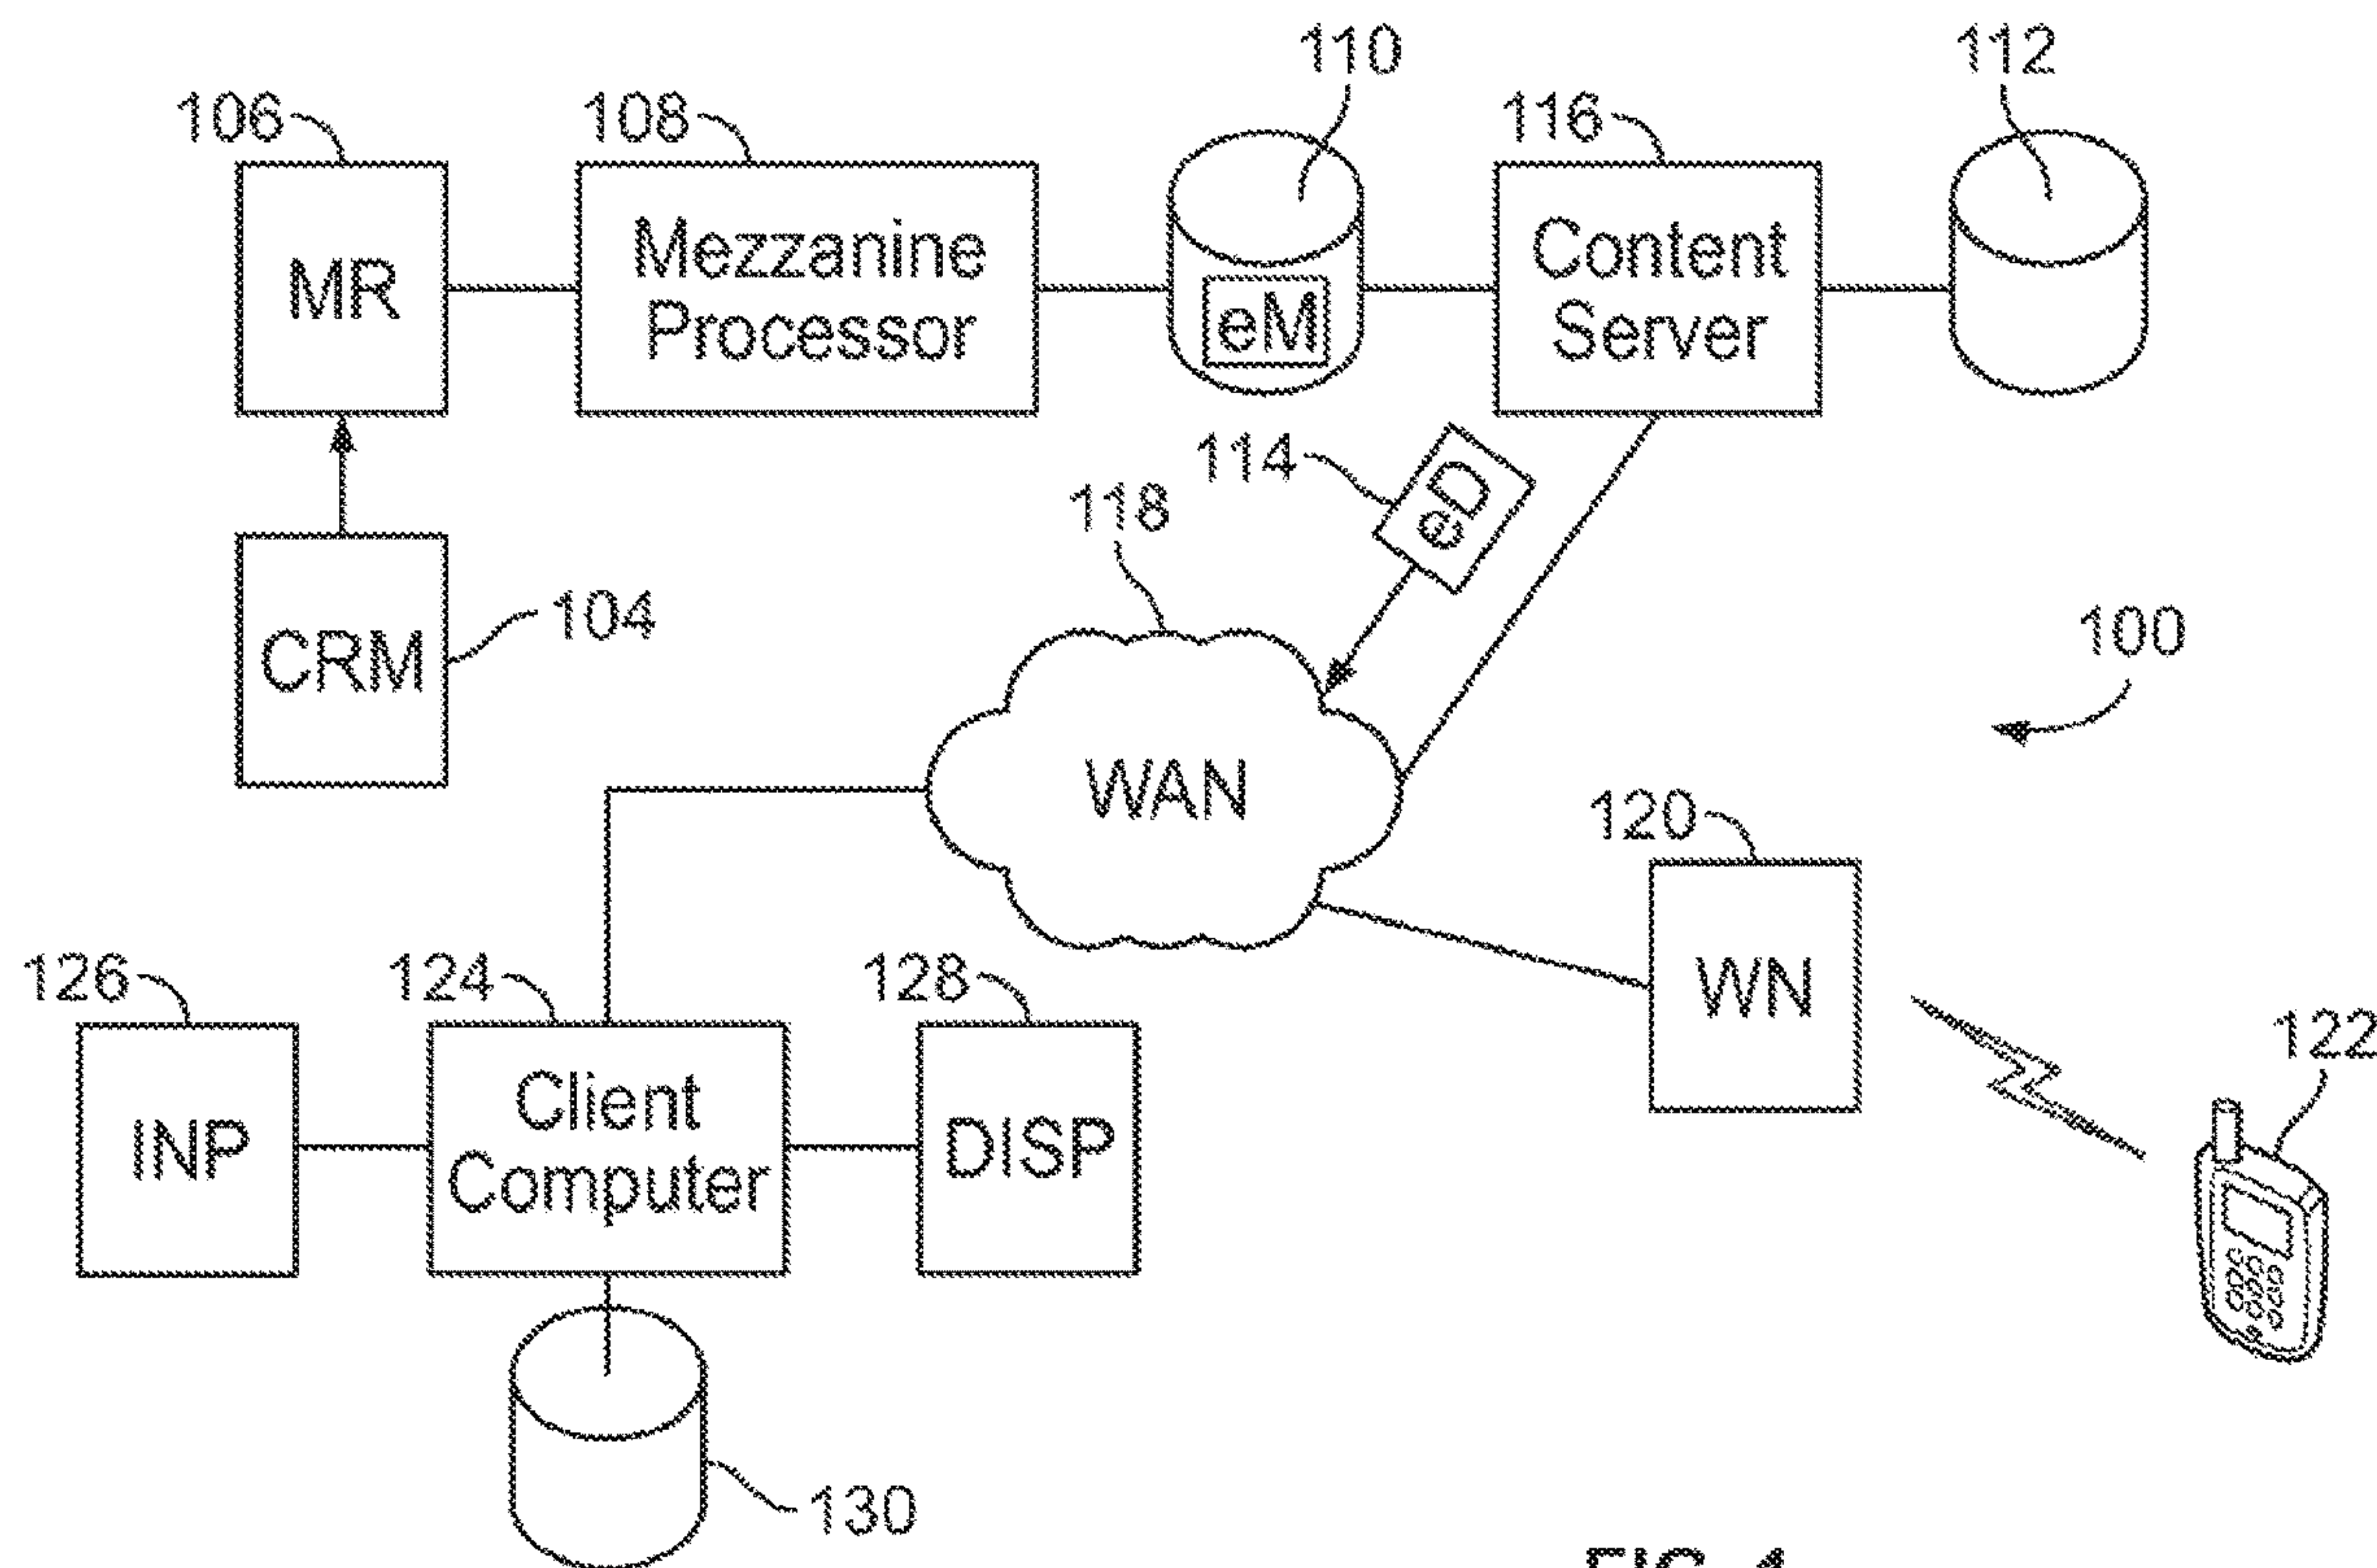 110
112
106
108
116
MR
Mezzanine
Processor
eM
Content
Server
114
eD
118
CRM
104
100
WAN
120
WN
126
124
128
122
INP
Client
Computer
DISP
130